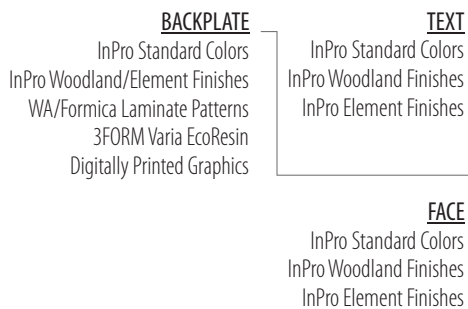 BACKPLATE
InPro Standard Colors
InPro Woodland/Element Finishes
WA/Formica Laminate Patterns
3FORM Varia EcoResin
Digitally Printed Graphics
TEXT
InPro Standard Colors
InPro Woodland Finishes
InPro Element Finishes
FACE
InPro Standard Colors
InPro Woodland Finishes
InPro Element Finishes